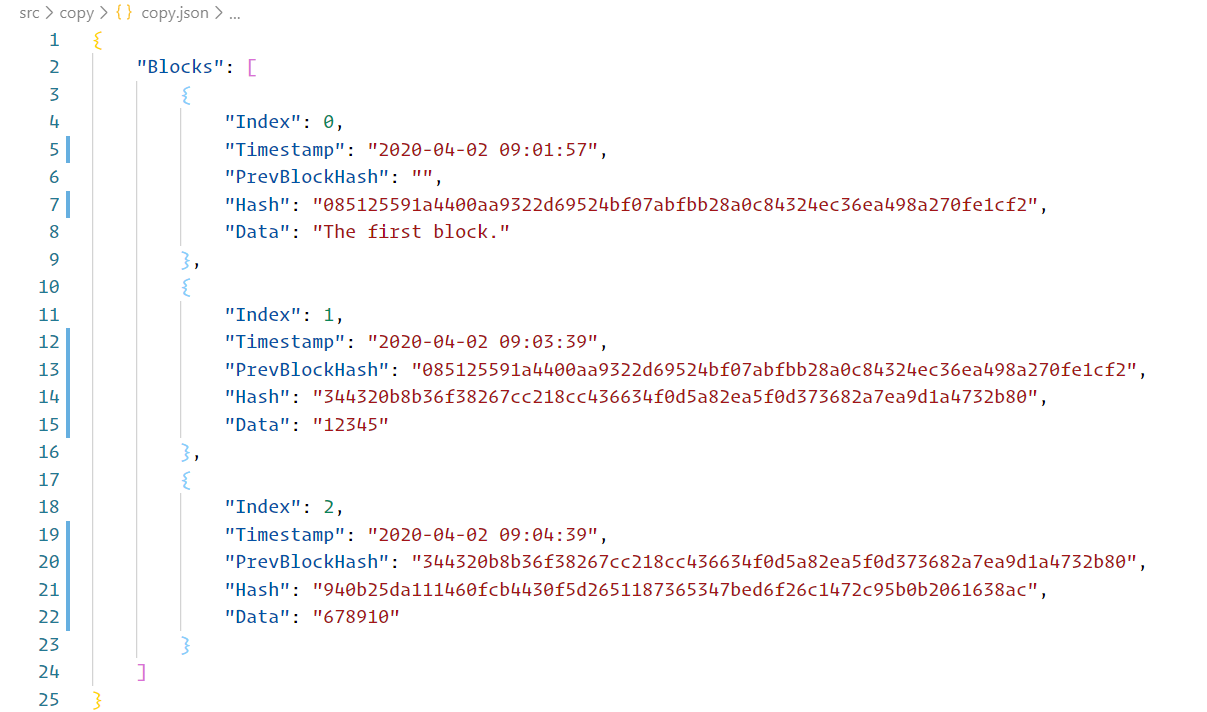 src > copy > {} copy.json > ...
1 {
2 "Blocks": [
3 {
4 "Index": 0,
5 "Timestamp": "2020-04-02 09:01:57",
6 "PrevBlockHash": "",
7 "Hash": "085125591a4400aa9322d69524bf07abfbb28a0c84324ec36ea498a270fe1cf2",
8 "Data": "The first block."
9 },
10 {
11 "Index": 1,
12 "Timestamp": "2020-04-02 09:03:39",
13 "PrevBlockHash": "085125591a4400aa9322d69524bf07abfbb28a0c84324ec36ea498a270fe1cf2",
14 "Hash": "344320b8b36f38267cc218cc436634f0d5a82ea5f0d373682a7ea9d1a4732b80",
15 "Data": "12345"
16 },
17 {
18 "Index": 2,
19 "Timestamp": "2020-04-02 09:04:39",
20 "PrevBlockHash": "344320b8b36f38267cc218cc436634f0d5a82ea5f0d373682a7ea9d1a4732b80",
21 "Hash": "940b25da111460fcb4430f5d2651187365347bed6f26c1472c95b0b2061638ac",
22 "Data": "678910"
23 }
24 ]
25 }